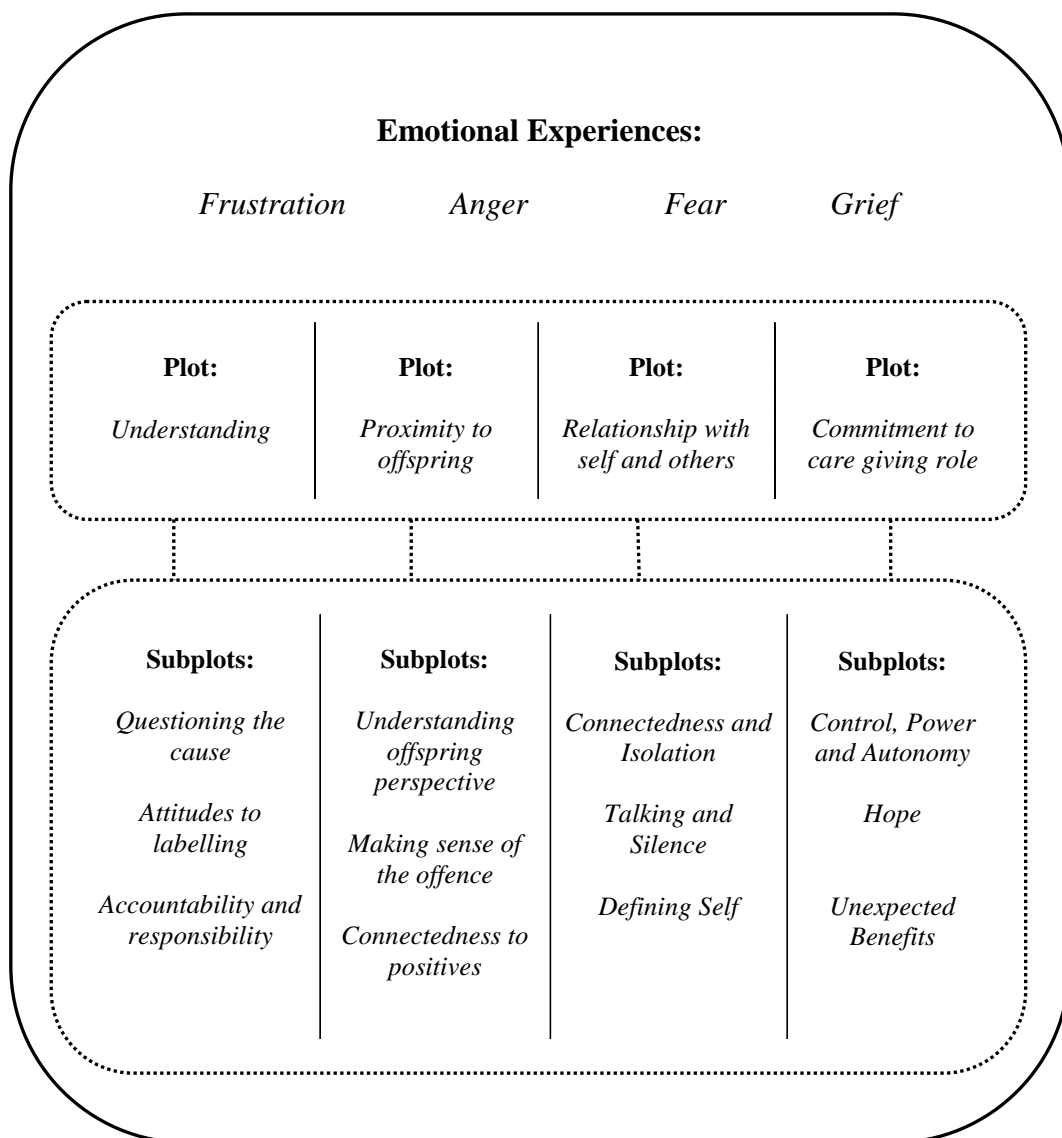 Emotional Experiences:
Frustration Anger Fear Grief
Plot:
Understanding
Plot:
Proximity to
offspring
Plot:
Relationship with
self and others
Plot:
Commitment to
care giving role
Subplots:
Questioning the
cause
Attitudes to
labelling
Accountability and
responsibility
Subplots:
Understanding
offspring
perspective
Making sense of
the offence
Connectedness to
positives
Subplots:
Connectedness and
Isolation
Talking and
Silence
Defining Self
Subplots:
Control, Power
and Autonomy
Hope
Unexpected
Benefits